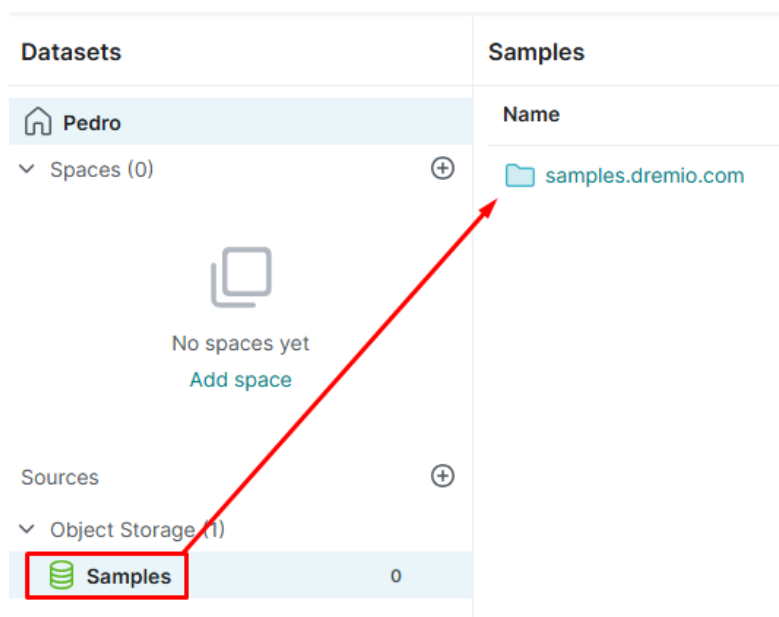 Datasets
Pedro
Spaces (0)
No spaces yet
Add space
Sources
Object Storage (1)
Samples 0
Samples
Name
samples.dremio.com